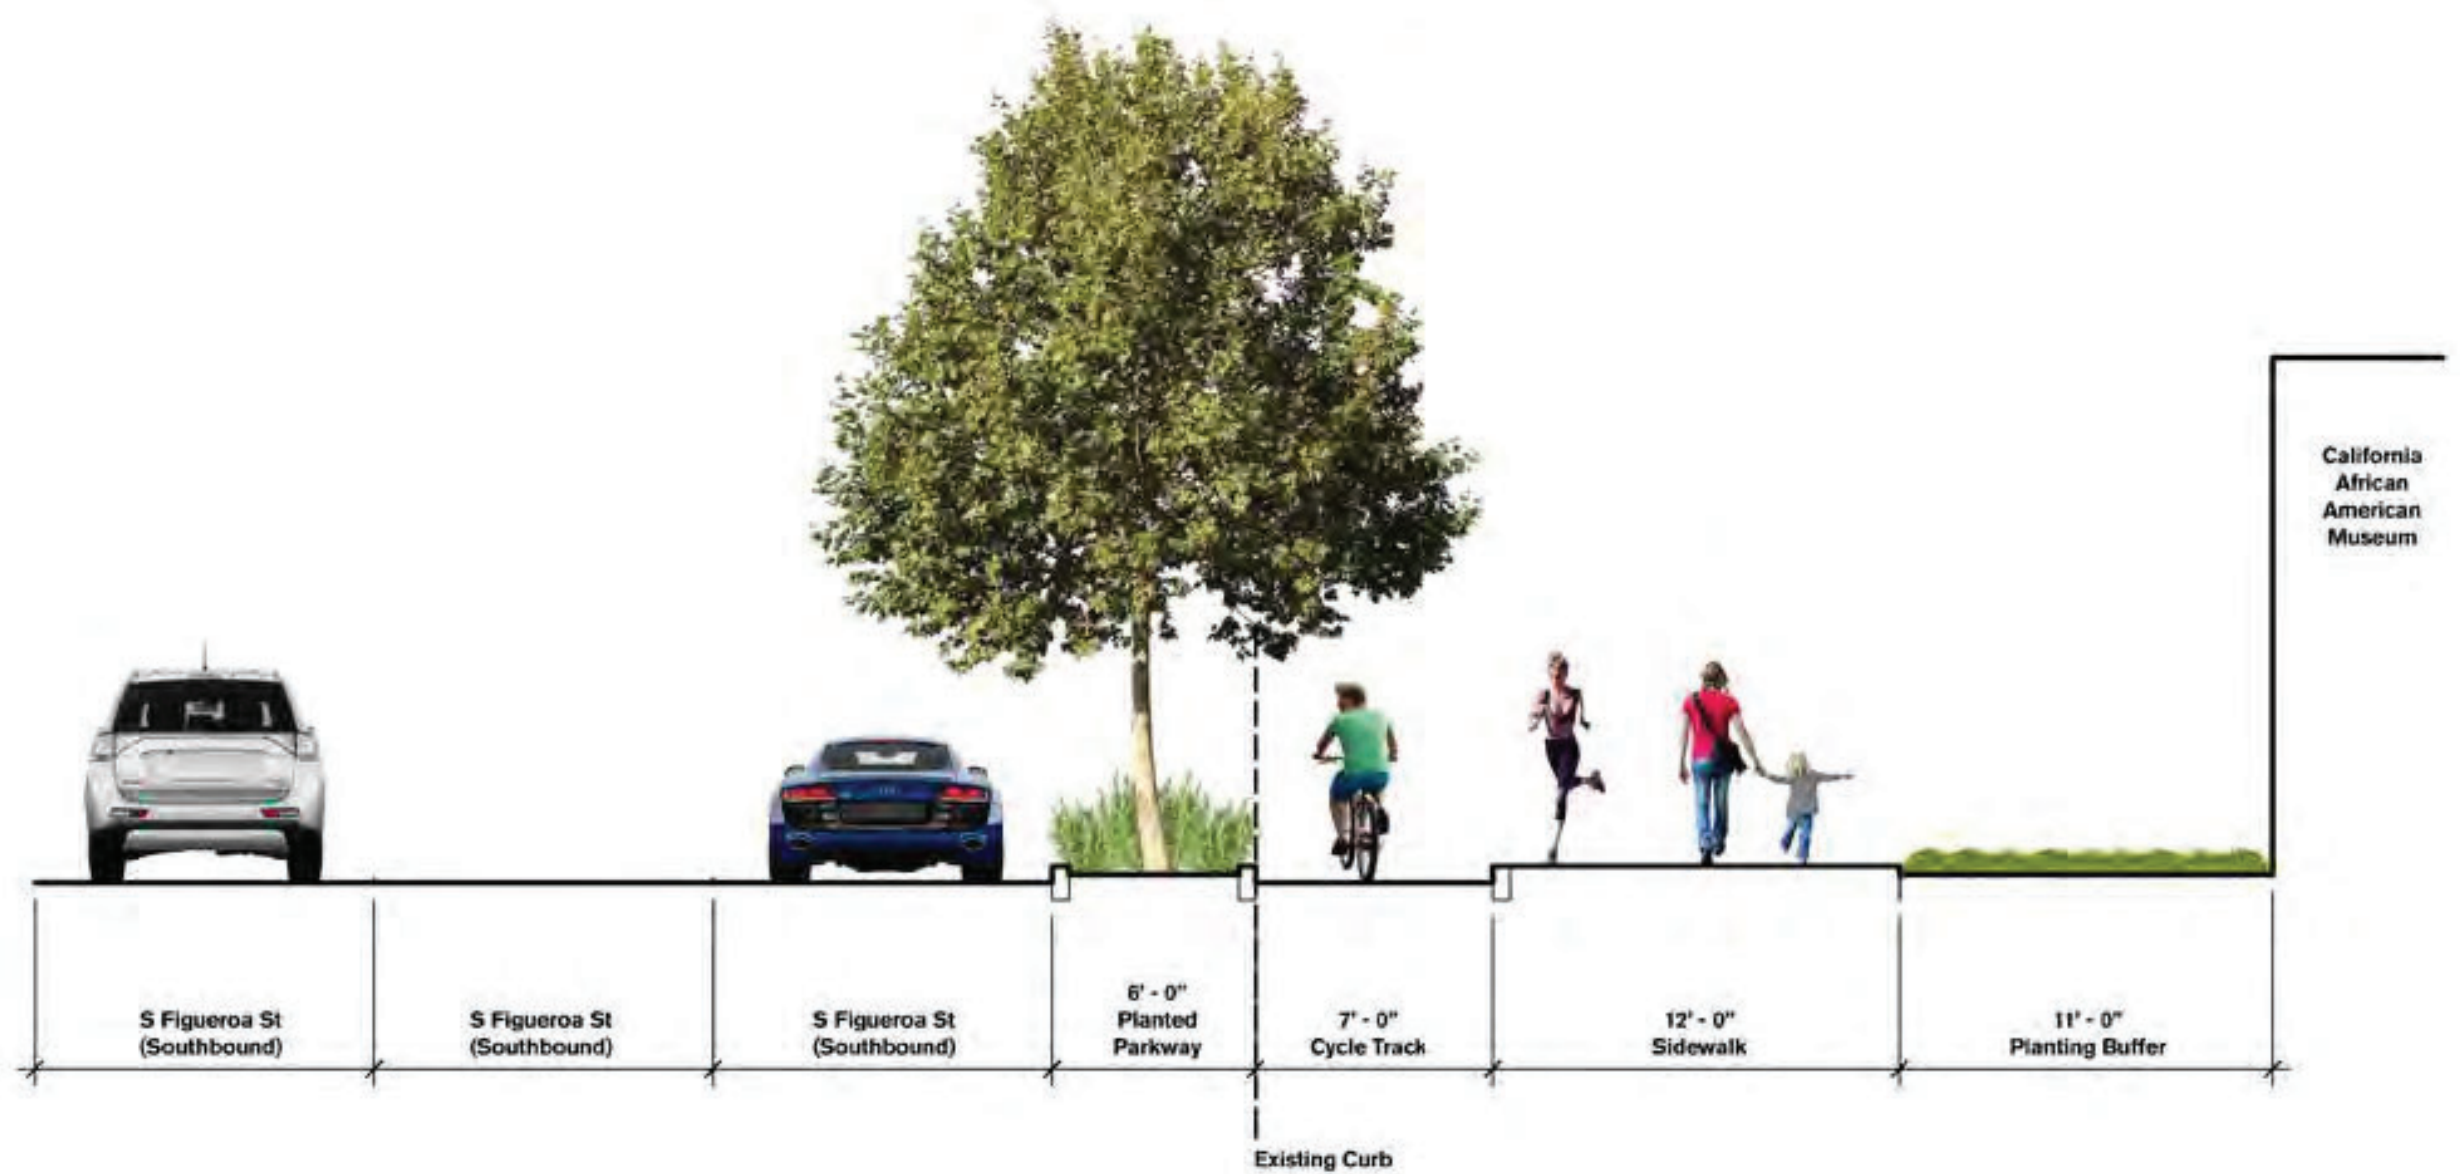 California
African
American
Museum
S Figueroa St
(Southbound)
S Figueroa St
(Southbound)
S Figueroa St
(Southbound)
6' - 0"
Planted
Parkway
7' - 0"
Cycle Track
12' - 0"
Sidewalk
11' - 0"
Planting Buffer
Existing Curb